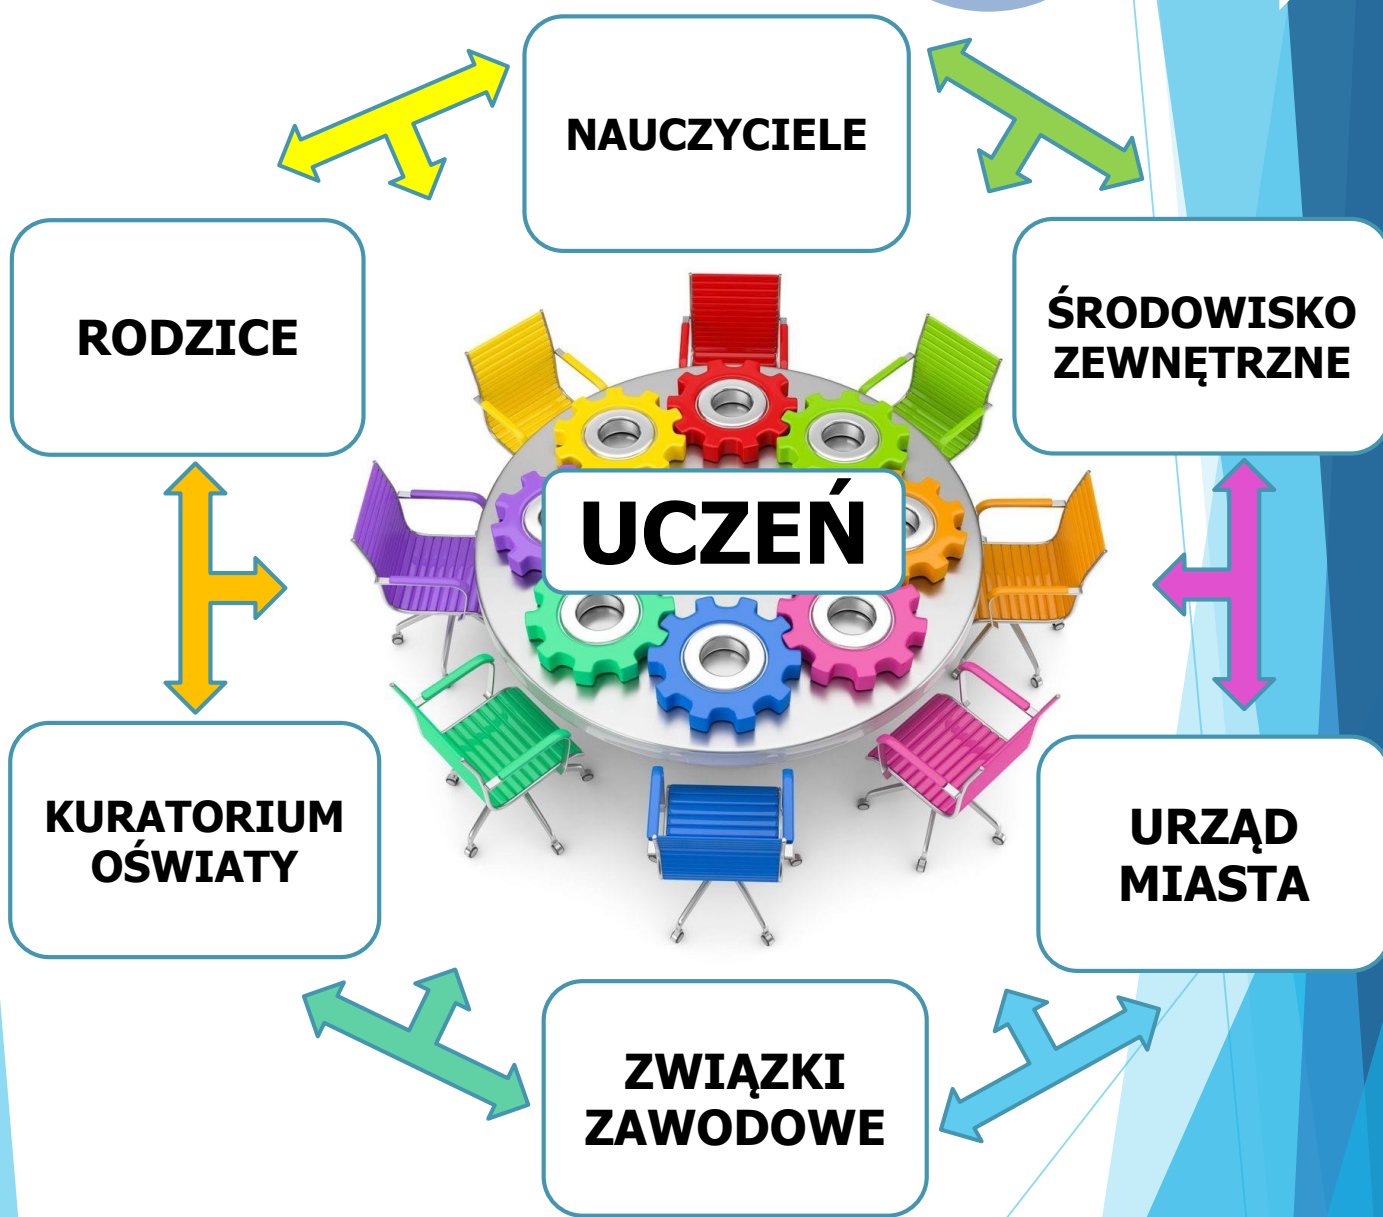 NAUCZYCIELE
RODZICE
ŚRODOWISKO
ZEWNĘTRZNE
UCZEŃ
KURATORIUM
OŚWIATY
URZĄD
MIASTA
ZWIĄZKI
ZAWODOWE